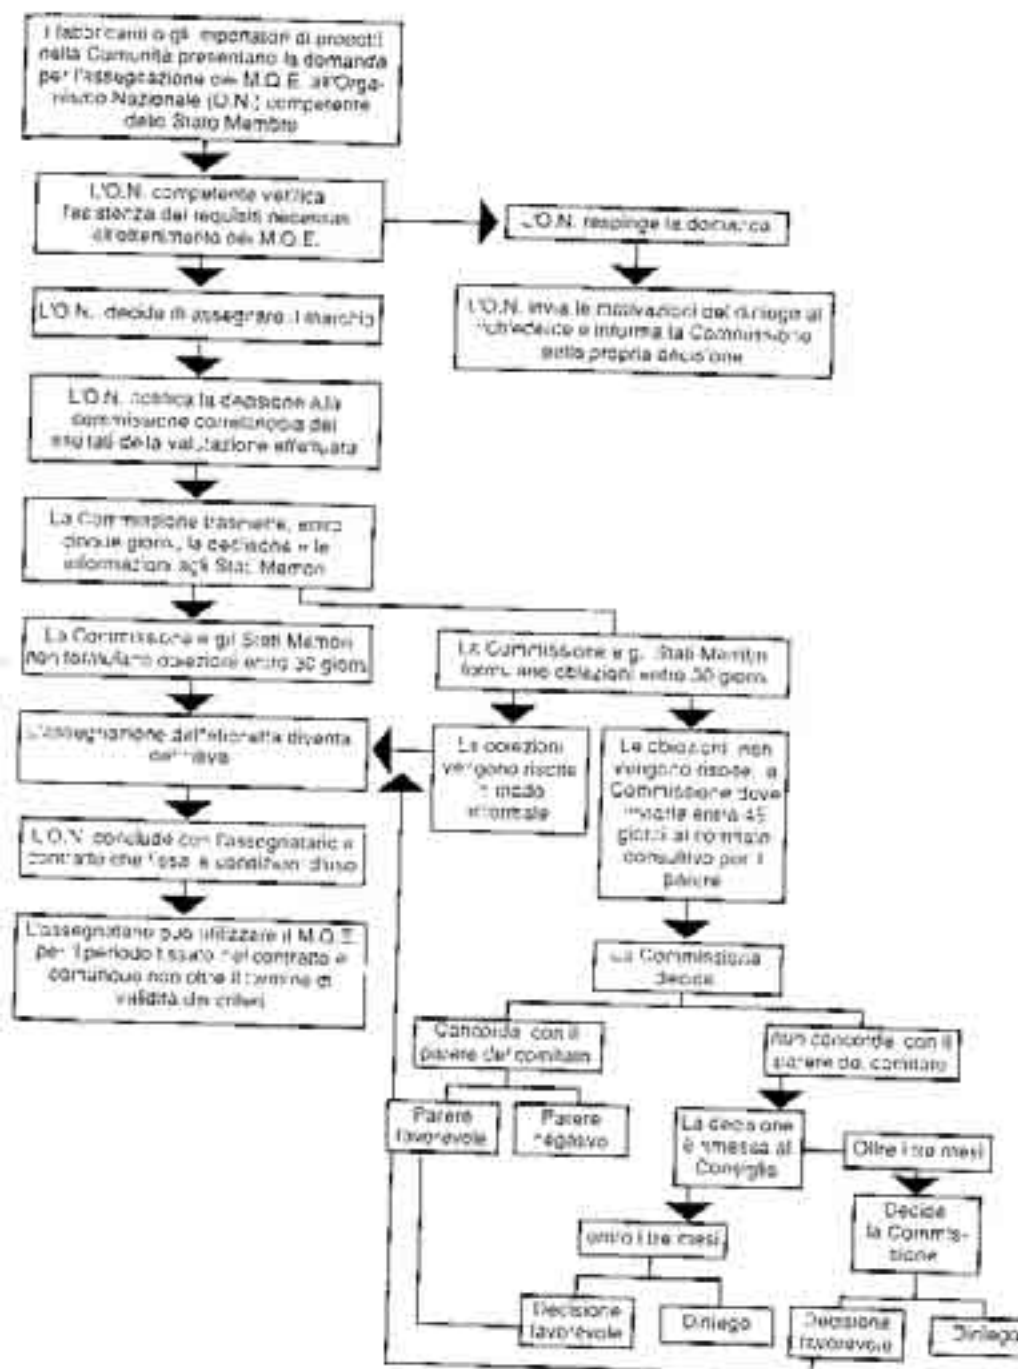 I fabbricanti o gli importatori di prodotti
nella Comunità presentano la domanda
per l'assegnazione del M.Q.E. all'Orga-
nismo Nazionale (O.N.) competente
dello Stato Membro
L'O.N. competente verifica
l'esistenza dei requisiti necessari
all'ottenimento del M.Q.E.
L'O.N. respinge la domanda
L'O.N. decide di assegnare il marchio
L'O.N. invia le motivazioni del diniego al
richiedente e informa la Commissione
sulla propria decisione
L'O.N. notifica la decisione alla
commissione correttandola dei
risultati della valutazione effettuata
La Commissione trasmette, entro
cinque giorni, la decisione e le
informazioni agli Stati Membri
La Commissione e gli Stati Membri
non formulano obiezioni entro 30 giorni
La Commissione e gli Stati Membri
formulano obiezioni entro 30 giorni
L'assegnazione dell'etichetta diventa
definitiva
Le obiezioni
vengono risolte
in modo
informale
Le obiezioni non
vengono risolte, la
Commissione deve
inviarle entro 45
giorni al comitato
consultivo per il
parere
L'O.N. conclude con l'assegnatario il
contratto che fissa le condizioni d'uso
L'assegnatario può utilizzare il M.Q.E.
per il periodo fissato nel contratto e
comunque non oltre il termine di
validità dei criteri
La Commissione
decide
Concorda con il
parere del comitato
non concorda con il
parere del comitato
Parere
favorevole
Parere
negativo
La decisione
è rimessa al
Consiglio
Oltre i tre mesi
entro i tre mesi
Decide
la Commis-
sione
Decisione
favorevole
Diniego
Decisione
favorevole
Diniego